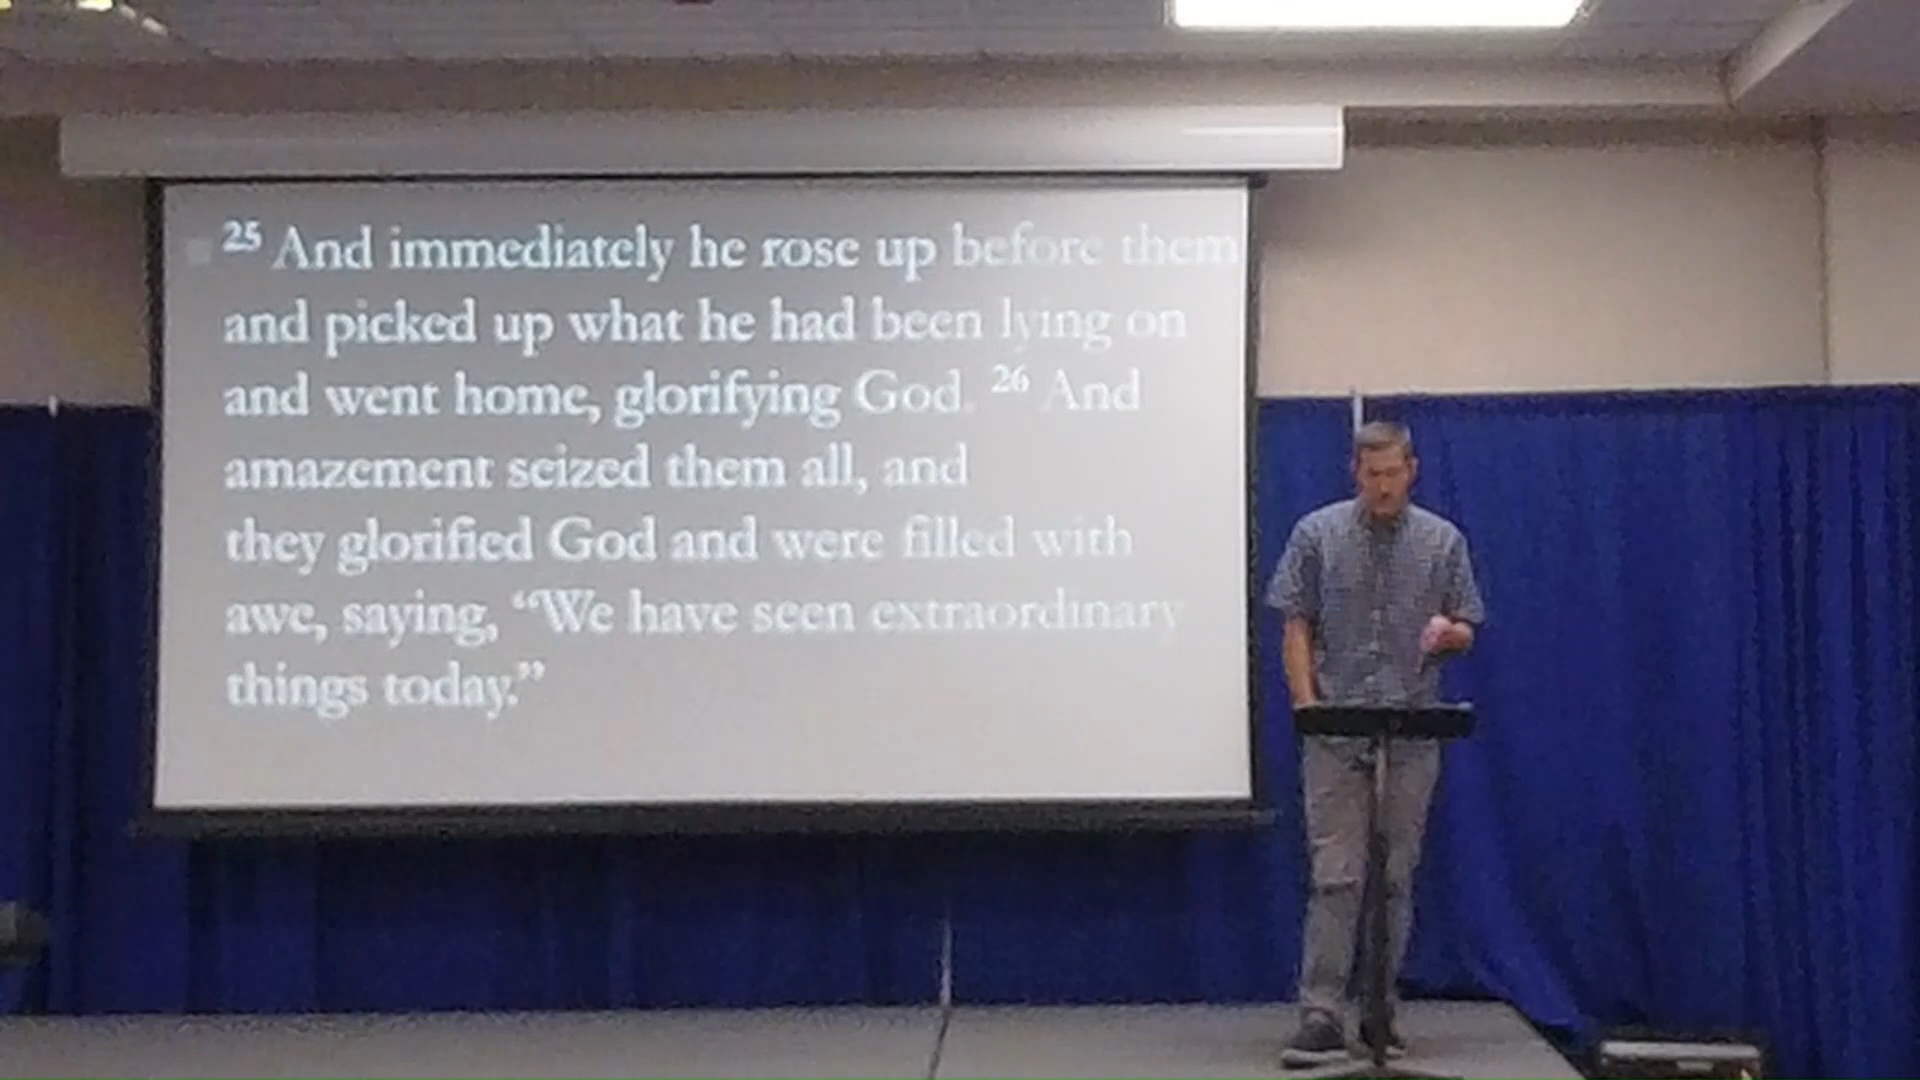 25 And immediately he rose up before them
and picked up what he had been lying on
and went home, glorifying God. 26 And
amazement seized them all, and
they glorified God and were filled with
awe, saying, “We have seen extraordinary
things today.”